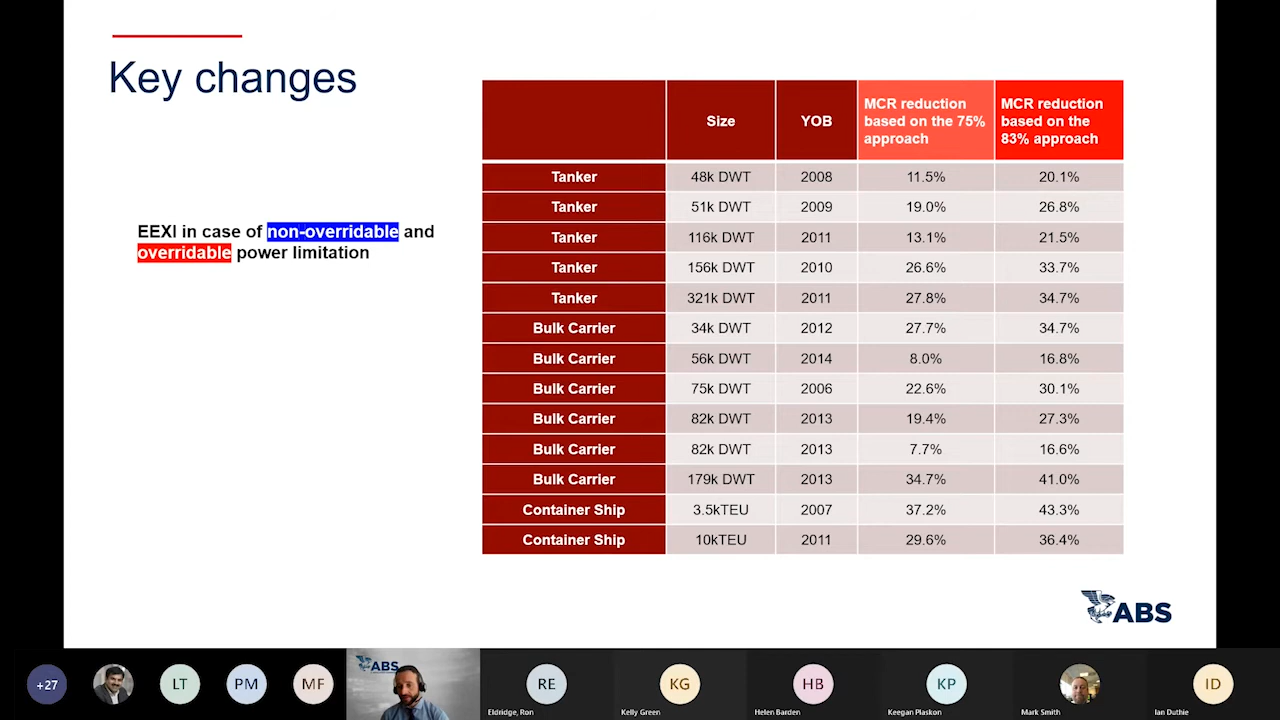 Key changes
EEXI in case of non-overridable and
overridable power limitation
Size YOB MCR reduction based on the 75% approach MCR reduction based on the 83% approach
Tanker 48k DWT 2008 11.5% 20.1%
Tanker 51k DWT 2009 19.0% 26.8%
Tanker 116k DWT 2011 13.1% 21.5%
Tanker 156k DWT 2010 26.6% 33.7%
Tanker 321k DWT 2011 27.8% 34.7%
Bulk Carrier 34k DWT 2012 27.7% 34.7%
Bulk Carrier 56k DWT 2014 8.0% 16.8%
Bulk Carrier 75k DWT 2006 22.6% 30.1%
Bulk Carrier 82k DWT 2013 19.4% 27.3%
Bulk Carrier 82k DWT 2013 7.7% 16.6%
Bulk Carrier 179k DWT 2013 34.7% 41.0%
Container Ship 3.5kTEU 2007 37.2% 43.3%
Container Ship 10kTEU 2011 29.6% 36.4%
ABS
+27 LT PM MF ABS RE KG HB KP ID
Eldridge, Ron Kelly Green Helen Barden Keegan Plaskon Mark Smith Ian Duthie